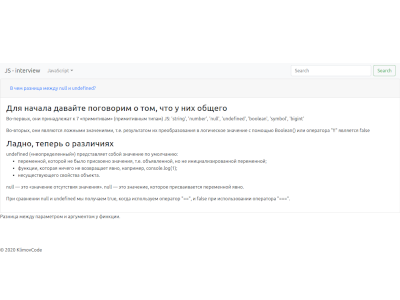 JS - Interview JavaScript Search Search
В чем разница между null и undefined?
Для начала давайте поговорим о том, что у них общего
Во-первых, они принадлежат к 7 «примитивам» (примитивным типам) JS: 'string', 'number', 'null', 'undefined', 'boolean', 'symbol', 'bigint'
Во-вторых, они являются ложными значениями, т.е. результатом их преобразования в логическое значение с помощью Boolean() или оператора "!!" является false
Ладно, теперь о различиях
undefined («неопределенный») представляет собой значение по умолчанию:
переменной, которой не было присвоено значения, т.е. объявленной, но не инициализированной переменной;
функции, которая ничего не возвращает явно, например, console.log(1);
несуществующего свойства объекта.
null — это «значение отсутствия значения». null — это значение, которое присваивается переменной явно.
При сравнении null и undefined мы получаем true, когда используем оператор "==", и false при использовании оператора "===".
Разница между параметром и аргументом у функции
© 2020 KlimovCode